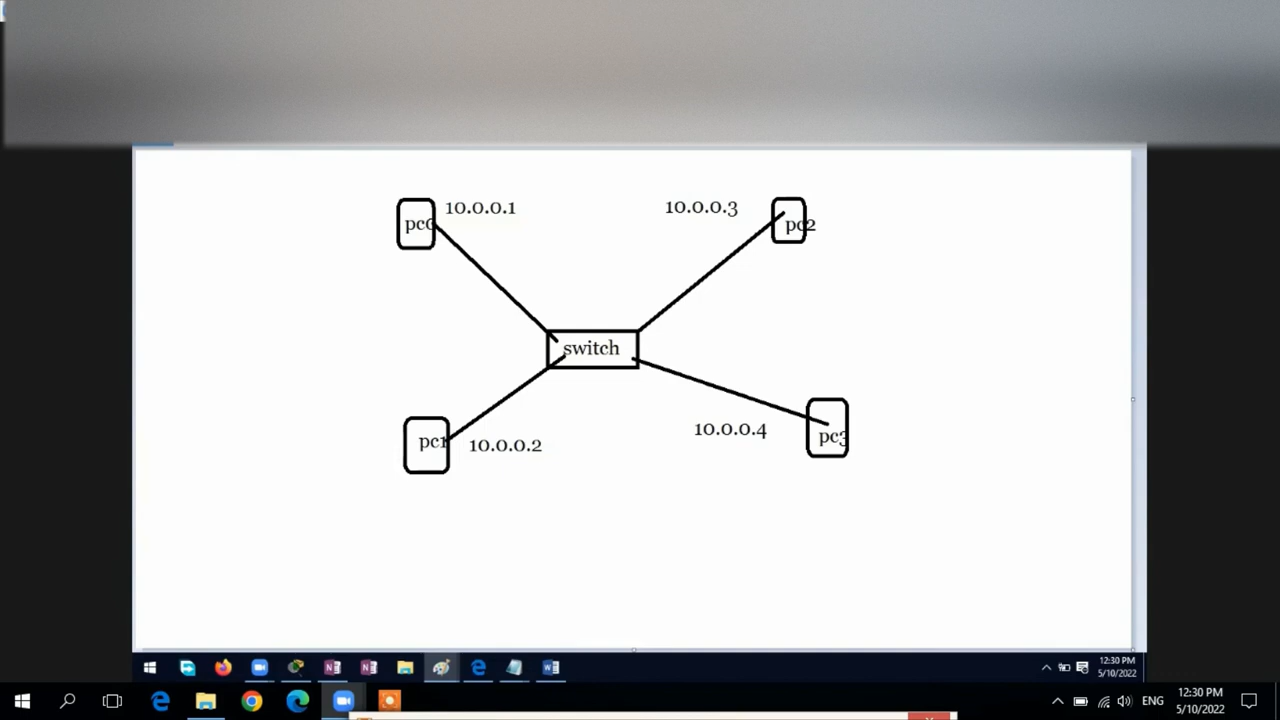 10.0.0.1
10.0.0.3
pc0
pc2
switch
10.0.0.4
pc1
10.0.0.2
pc3
12:30 PM
5/10/2022
ENG
12:30 PM
5/10/2022